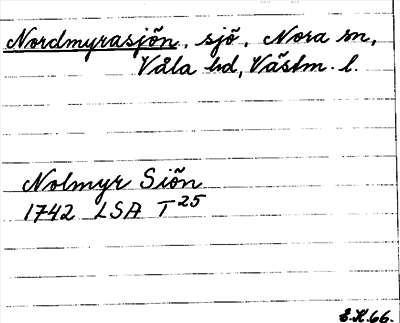 Nordmyrasjön, sjö, Nora sn,
Våla hd, Västm. l.
Nolmyr Siön
1742 LSA T25
E.K.66.